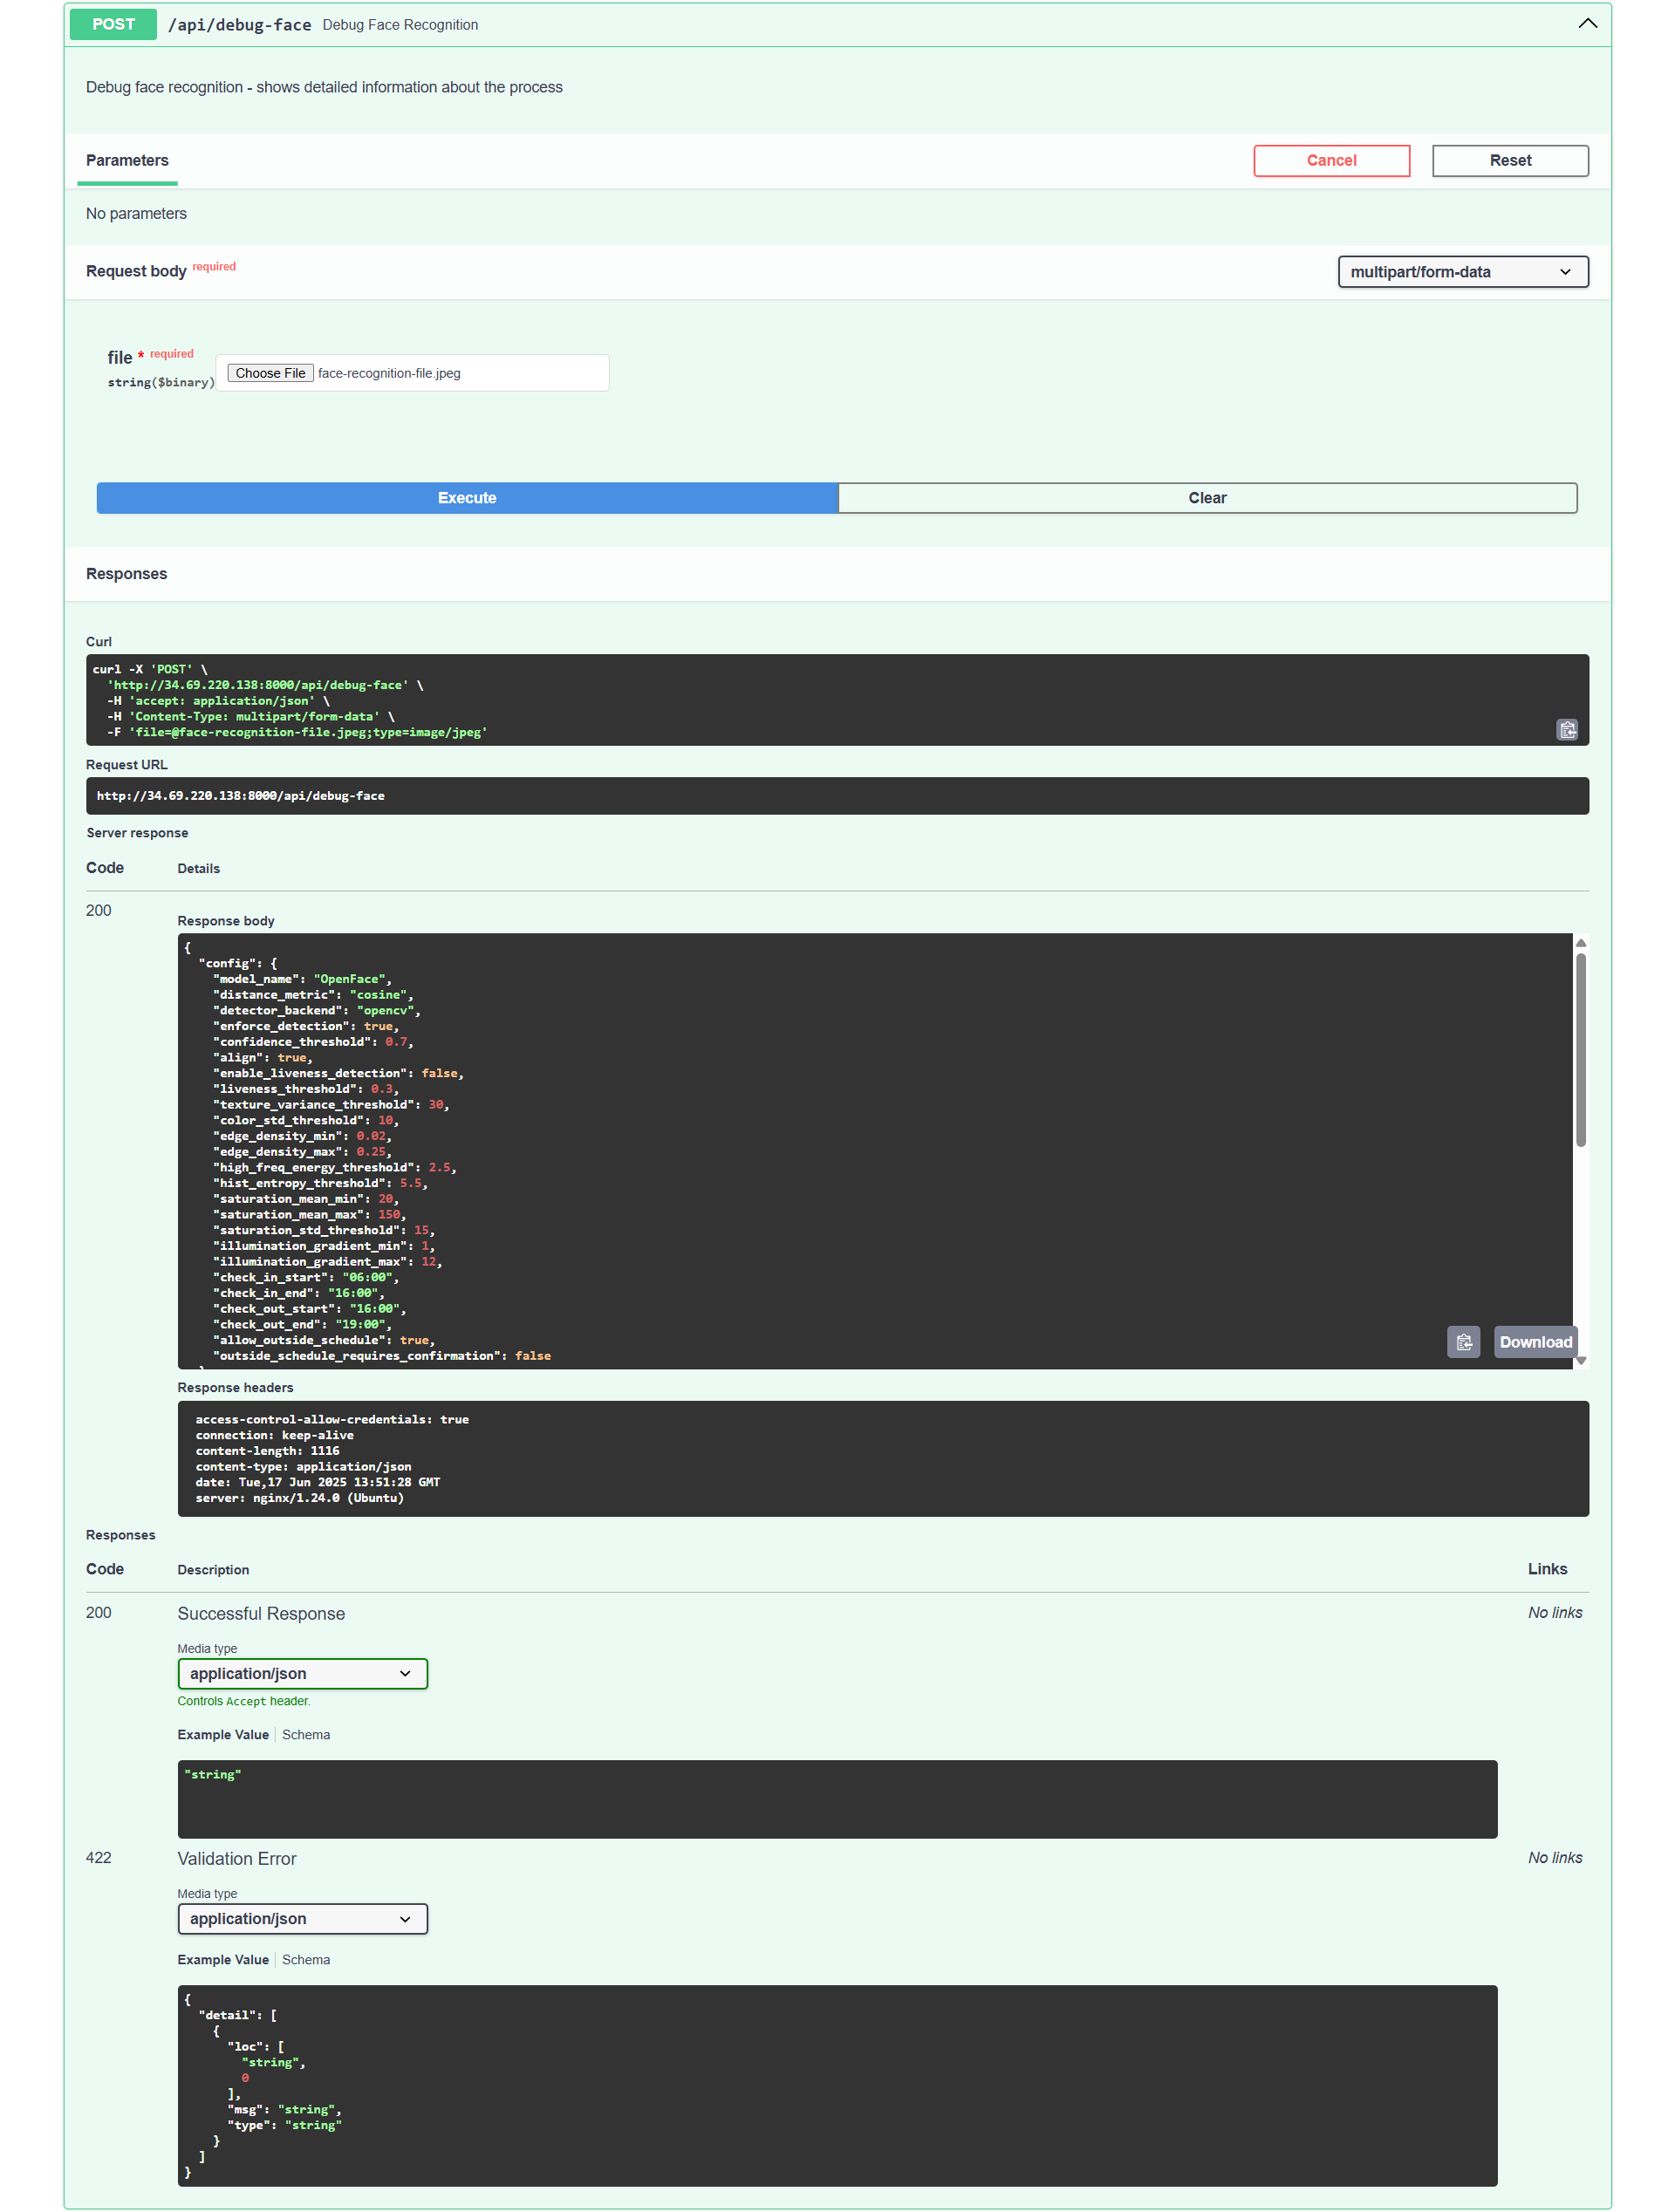 POST /api/debug-face Debug Face Recognition
Debug face recognition - shows detailed information about the process
Parameters Cancel Reset
No parameters
Request body required multipart/form-data
file * required
string($binary) Choose File face-recognition-file.jpeg
Execute Clear
Responses
Curl
curl -X 'POST' \
'http://34.69.220.138:8000/api/debug-face' \
-H 'accept: application/json' \
-H 'Content-Type: multipart/form-data' \
-F 'file=@face-recognition-file.jpeg;type=image/jpeg'
Request URL
http://34.69.220.138:8000/api/debug-face
Server response
Code Details
200
Response body
{
"config": {
"model_name": "OpenFace",
"distance_metric": "cosine",
"detector_backend": "opencv",
"enforce_detection": true,
"confidence_threshold": 0.7,
"align": true,
"enable_liveness_detection": false,
"liveness_threshold": 0.3,
"texture_variance_threshold": 30,
"color_std_threshold": 10,
"edge_density_min": 0.02,
"edge_density_max": 0.25,
"high_freq_energy_threshold": 2.5,
"hist_entropy_threshold": 5.5,
"saturation_mean_min": 20,
"saturation_mean_max": 150,
"saturation_std_threshold": 15,
"illumination_gradient_min": 1,
"illumination_gradient_max": 12,
"check_in_start": "06:00",
"check_in_end": "16:00",
"check_out_start": "16:00",
"check_out_end": "19:00",
"allow_outside_schedule": true,
"outside_schedule_requires_confirmation": false
Download
Response headers
access-control-allow-credentials: true
connection: keep-alive
content-length: 1116
content-type: application/json
date: Tue,17 Jun 2025 13:51:28 GMT
server: nginx/1.24.0 (Ubuntu)
Responses
Code Description Links
200 Successful Response No links
Media type
application/json
Controls Accept header.
Example Value Schema
"string"
422 Validation Error No links
Media type
application/json
Example Value Schema
{
"detail": [
{
"loc": [
"string",
0
],
"msg": "string",
"type": "string"
}
]
}